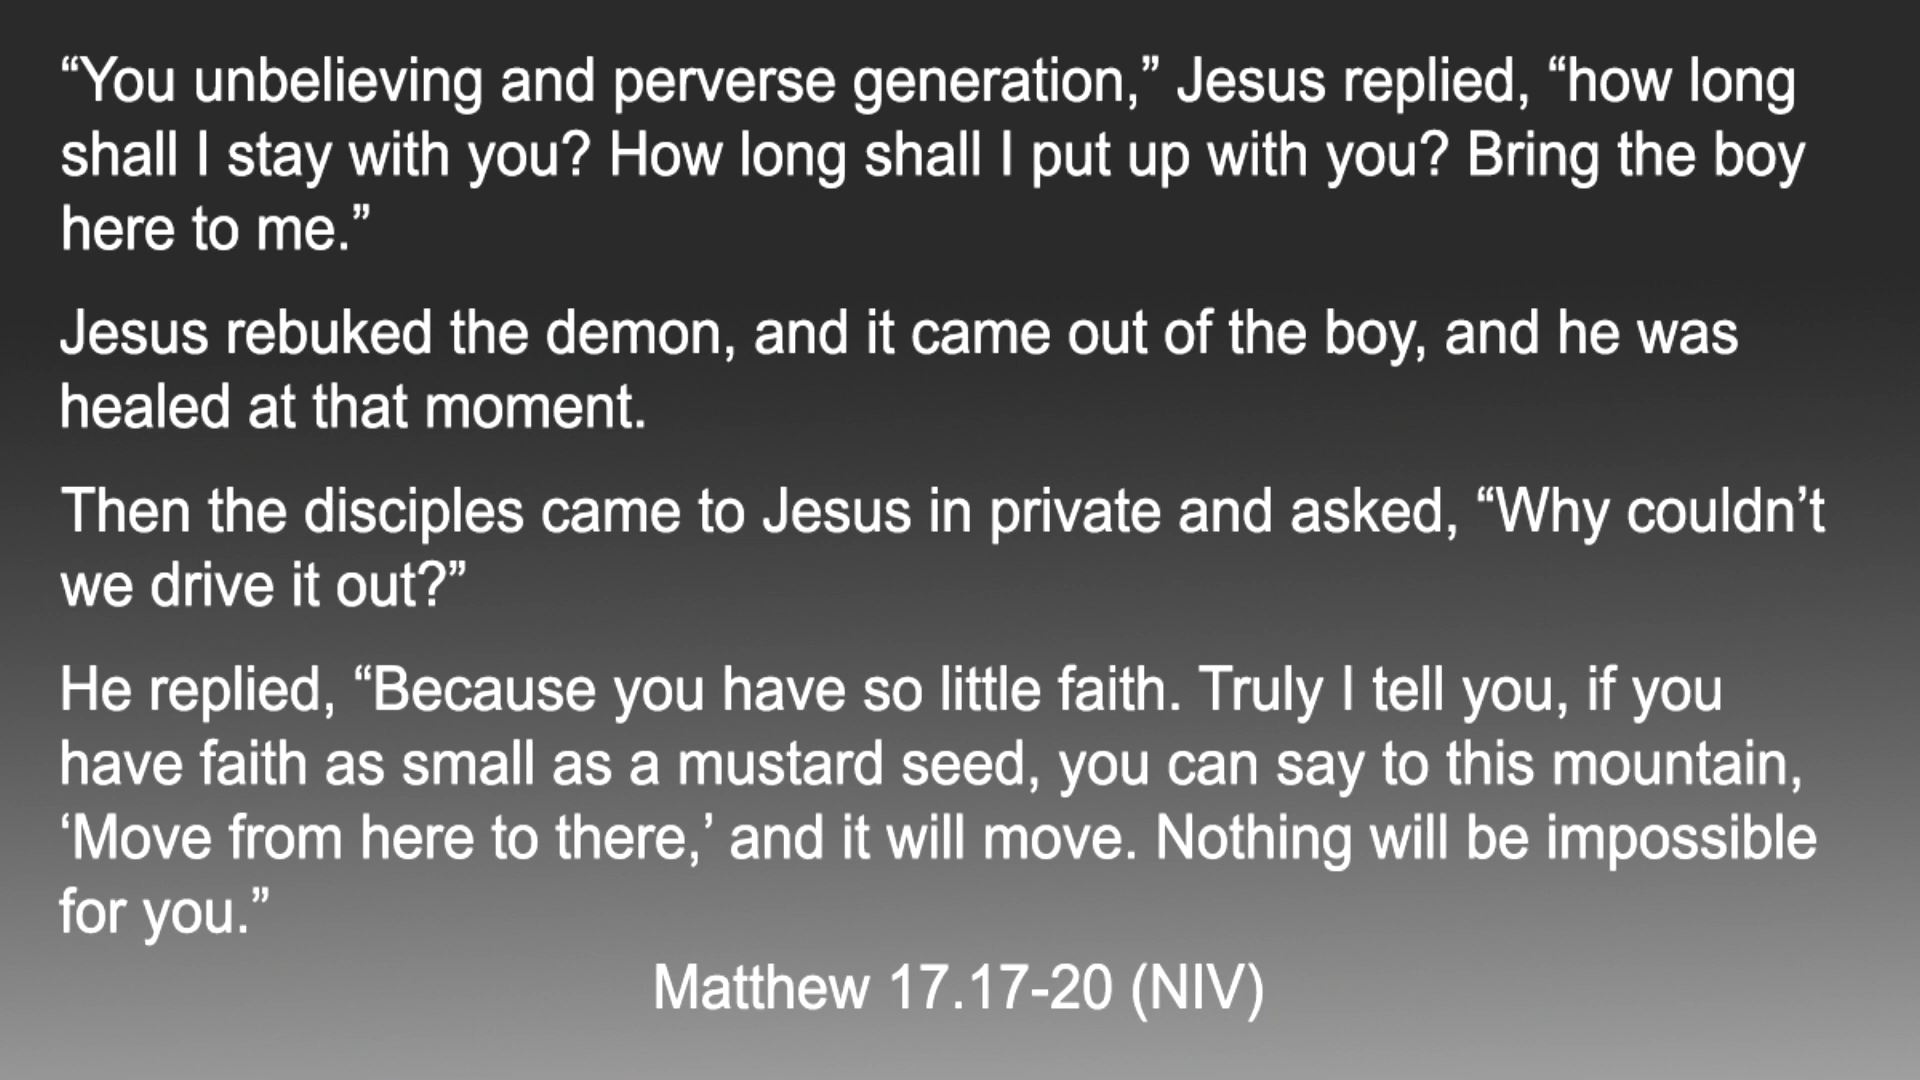 “You unbelieving and perverse generation,” Jesus replied, “how long
shall I stay with you? How long shall I put up with you? Bring the boy
here to me.”
Jesus rebuked the demon, and it came out of the boy, and he was
healed at that moment.
Then the disciples came to Jesus in private and asked, “Why couldn’t
we drive it out?”
He replied, “Because you have so little faith. Truly I tell you, if you
have faith as small as a mustard seed, you can say to this mountain,
‘Move from here to there,’ and it will move. Nothing will be impossible
for you.”
Matthew 17.17-20 (NIV)